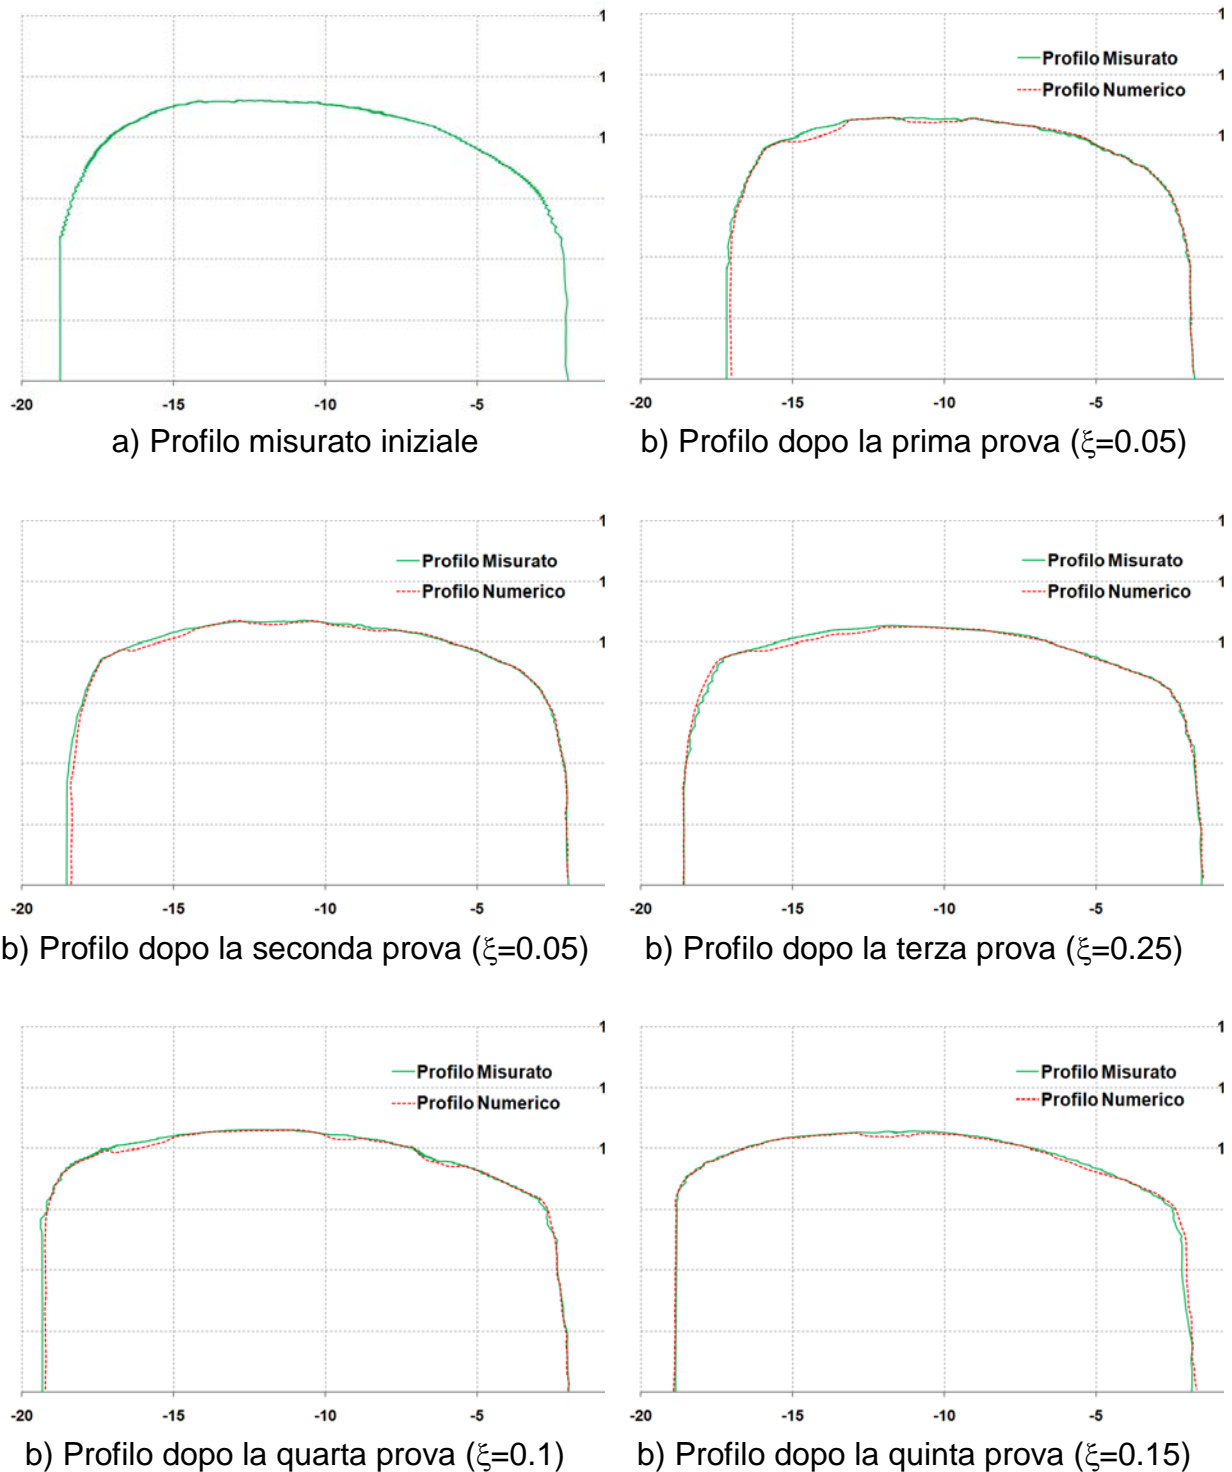 1
1
1
-20 -15 -10 -5
a) Profilo misurato iniziale
1
Profilo Misurato
1
Profilo Numerico
1
-20 -15 -10 -5
b) Profilo dopo la prima prova (ξ=0.05)
1
Profilo Misurato
1
Profilo Numerico
1
-20 -15 -10 -5
b) Profilo dopo la seconda prova (ξ=0.05)
1
Profilo Misurato
1
Profilo Numerico
1
-20 -15 -10 -5
b) Profilo dopo la terza prova (ξ=0.25)
1
Profilo Misurato
1
Profilo Numerico
1
-20 -15 -10 -5
b) Profilo dopo la quarta prova (ξ=0.1)
1
Profilo Misurato
1
Profilo Numerico
1
-20 -15 -10 -5
b) Profilo dopo la quinta prova (ξ=0.15)